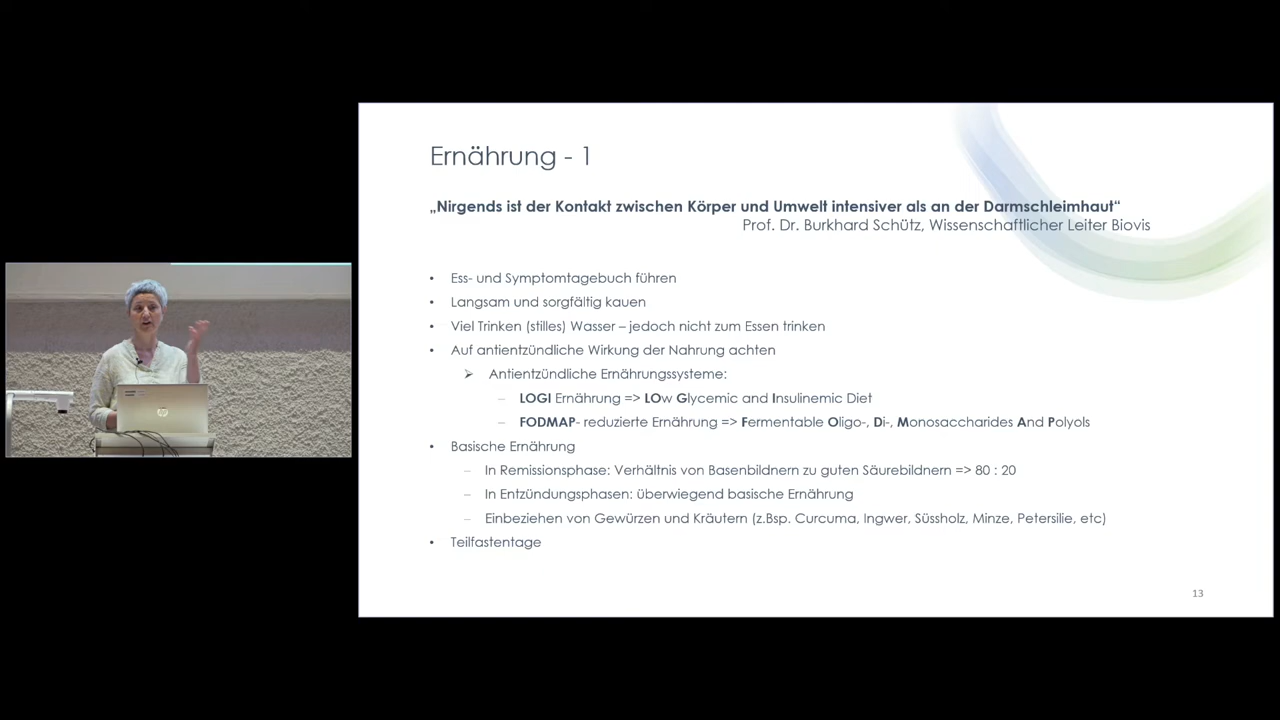 Ernährung - 1
„Nirgends ist der Kontakt zwischen Körper und Umwelt intensiver als an der Darmschleimhaut“
Prof. Dr. Burkhard Schütz, Wissenschaftlicher Leiter Biovis
• Ess- und Symptomtagebuch führen
• Langsam und sorgfältig kauen
• Viel Trinken (stilles) Wasser – jedoch nicht zum Essen trinken
• Auf antientzündliche Wirkung der Nahrung achten
➢ Antientzündliche Ernährungssysteme:
– LOGI Ernährung => LOw Glycemic and Insulinemic Diet
– FODMAP- reduzierte Ernährung => Fermentable Oligo-, Di-, Monosaccharides And Polyols
• Basische Ernährung
– In Remissionsphase: Verhältnis von Basenbildnern zu guten Säurebildnern => 80 : 20
– In Entzündungsphasen: überwiegend basische Ernährung
– Einbeziehen von Gewürzen und Kräutern (z.Bsp. Curcuma, Ingwer, Süssholz, Minze, Petersilie, etc)
• Teilfastentage
13